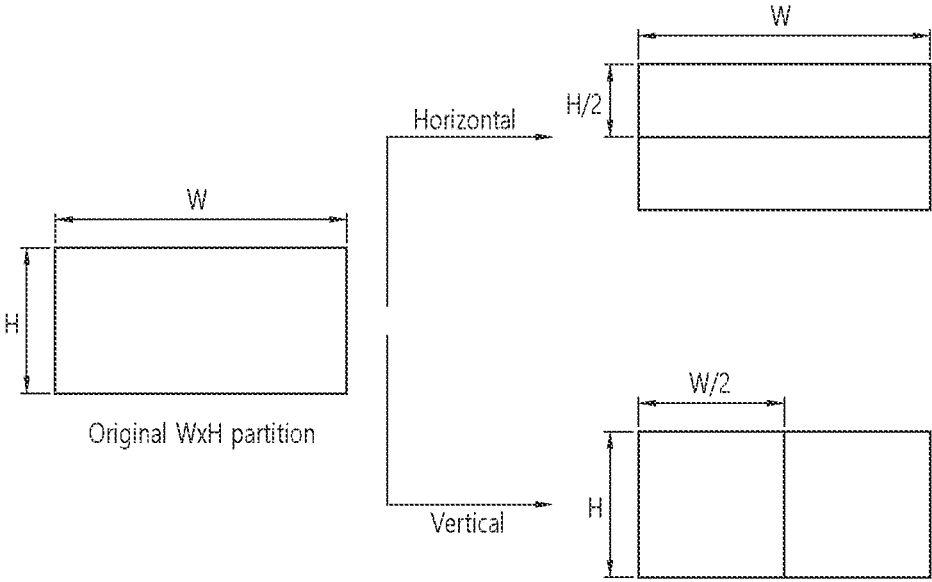 W
H
Original WxH partition
Horizontal
W
H/2
Vertical
W/2
H